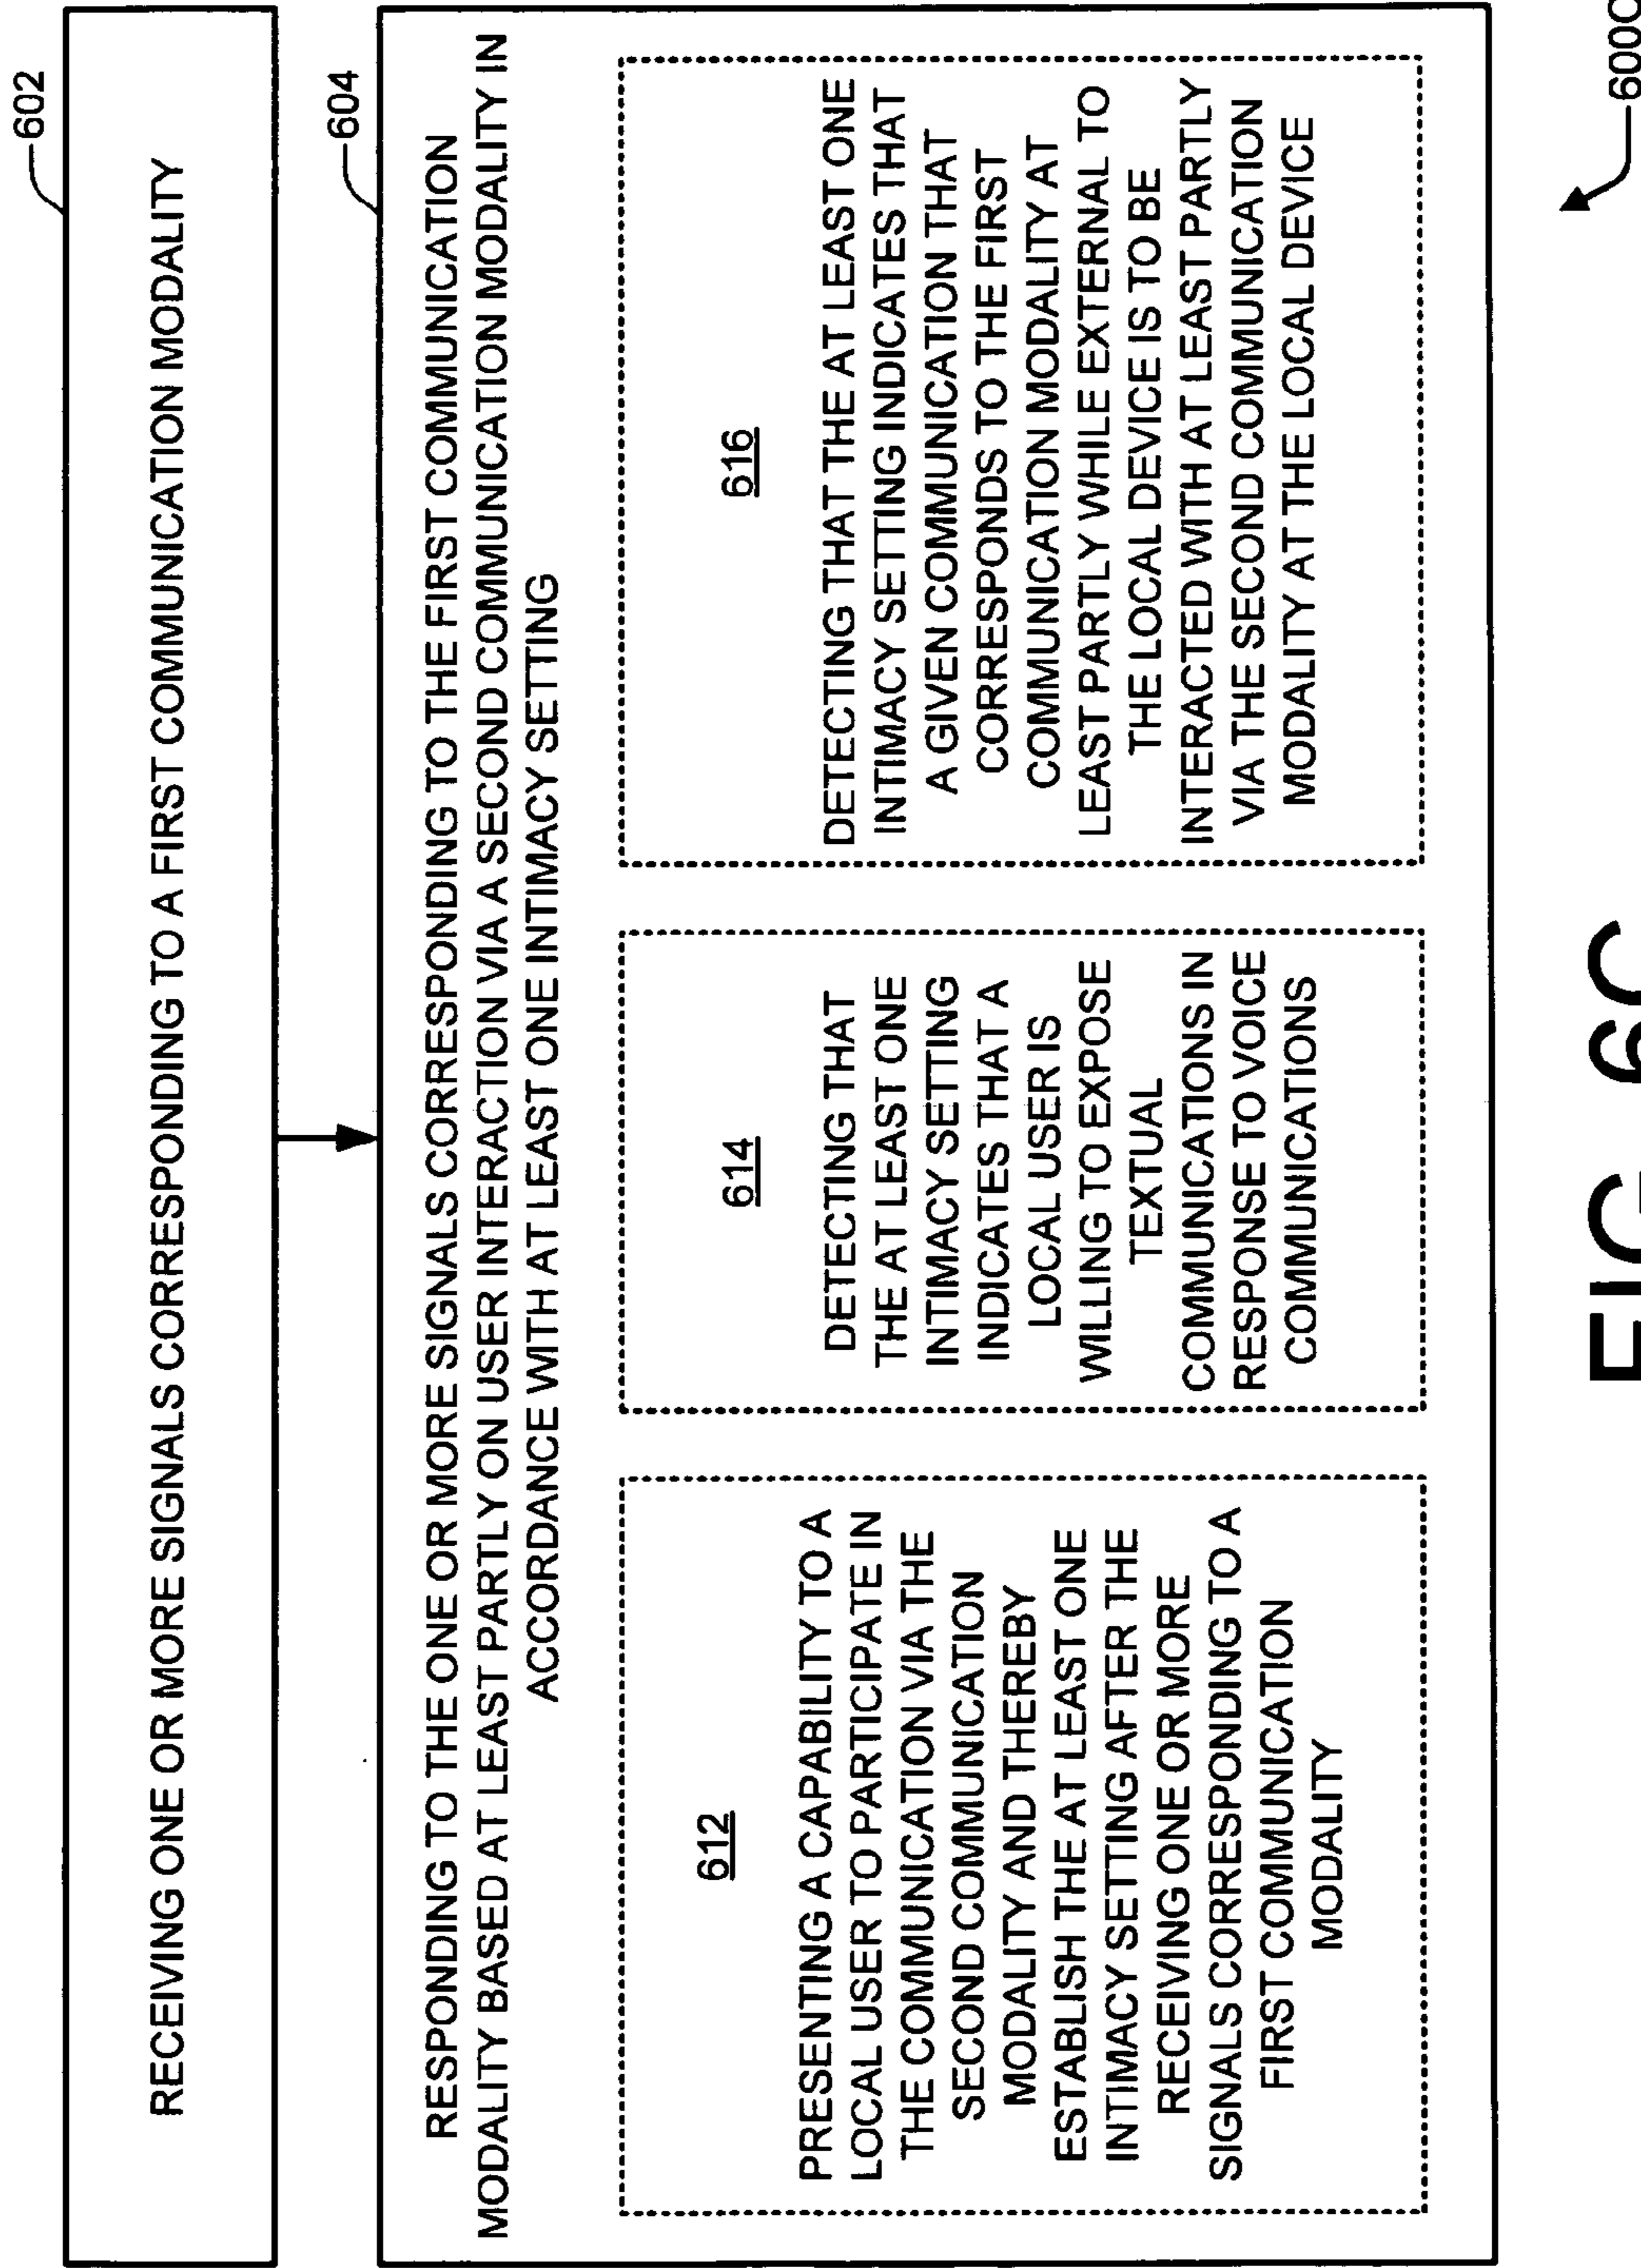 602
RECEIVING ONE OR MORE SIGNALS CORRESPONDING TO A FIRST COMMUNICATION MODALITY
604
RESPONDING TO THE ONE OR MORE SIGNALS CORRESPONDING TO THE FIRST COMMUNICATION
MODALITY BASED AT LEAST PARTLY ON USER INTERACTION VIA A SECOND COMMUNICATION MODALITY IN
ACCORDANCE WITH AT LEAST ONE INTIMACY SETTING
612
PRESENTING A CAPABILITY TO A
LOCAL USER TO PARTICIPATE IN
THE COMMUNICATION VIA THE
SECOND COMMUNICATION
MODALITY AND THEREBY
ESTABLISH THE AT LEAST ONE
INTIMACY SETTING AFTER THE
RECEIVING ONE OR MORE
SIGNALS CORRESPONDING TO A
FIRST COMMUNICATION
MODALITY
614
DETECTING THAT
THE AT LEAST ONE
INTIMACY SETTING
INDICATES THAT A
LOCAL USER IS
WILLING TO EXPOSE
TEXTUAL
COMMUNICATIONS IN
RESPONSE TO VOICE
COMMUNICATIONS
616
DETECTING THAT THE AT LEAST ONE
INTIMACY SETTING INDICATES THAT
A GIVEN COMMUNICATION THAT
CORRESPONDS TO THE FIRST
COMMUNICATION MODALITY AT
LEAST PARTLY WHILE EXTERNAL TO
THE LOCAL DEVICE IS TO BE
INTERACTED WITH AT LEAST PARTLY
VIA THE SECOND COMMUNICATION
MODALITY AT THE LOCAL DEVICE
600C
FIG. 6C